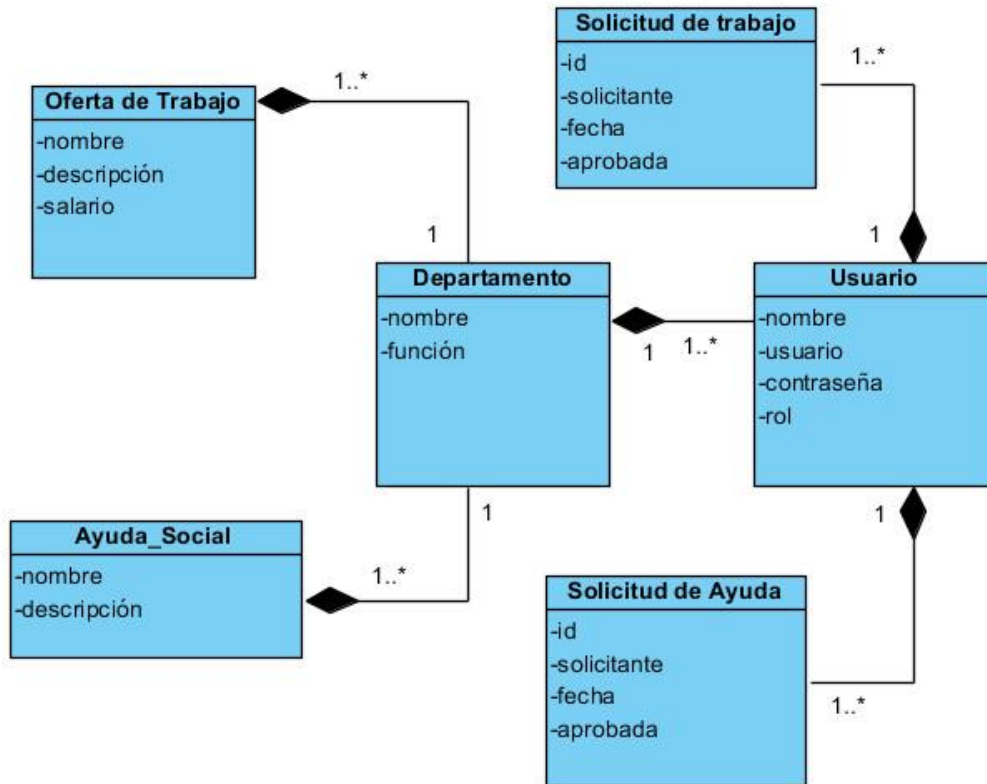 Solicitud de trabajo
-id
-solicitante
-fecha
-aprobada
1..*
1
Oferta de Trabajo
-nombre
-descripción
-salario
1..*
1
Departamento
-nombre
-función
1
1..*
Usuario
-nombre
-usuario
-contraseña
-rol
1
Ayuda_Social
-nombre
-descripción
1..*
1
Solicitud de Ayuda
-id
-solicitante
-fecha
-aprobada
1..*